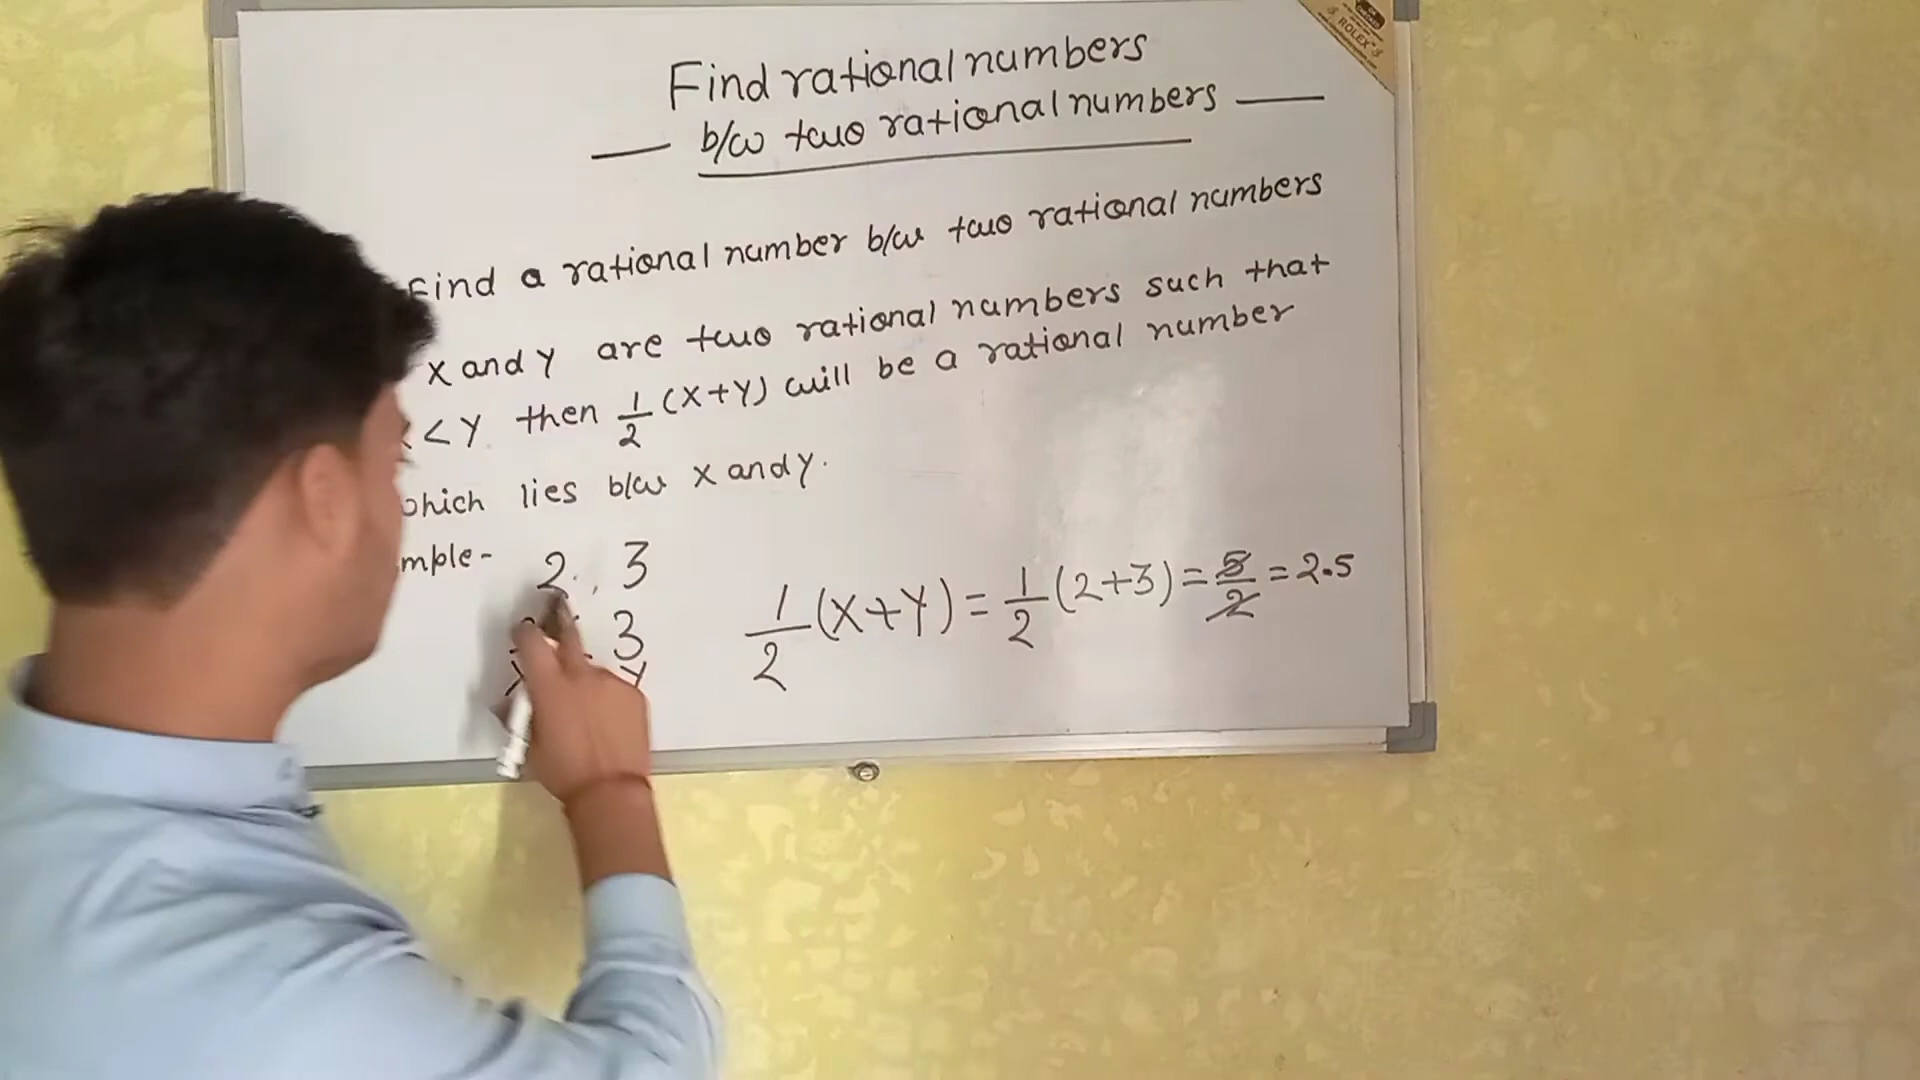 Find rational numbers
b/w two rational numbers
Find a rational number b/w two rational numbers
X and Y are two rational numbers such that
< Y then 1/2 (X+Y) will be a rational number
which lies b/w X and Y.
mple- 2, 3
3
Y
1/2 (X+Y) = 1/2 (2+3) = 5/2 = 2.5
ROLEX